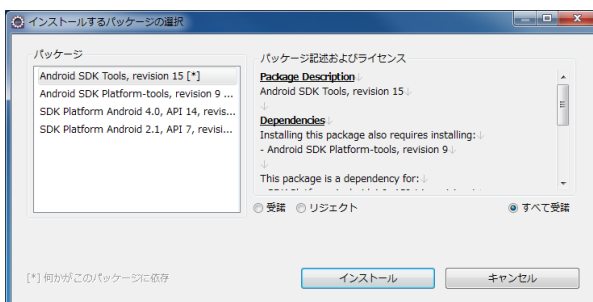 インストールするパッケージの選択
パッケージ
Android SDK Tools, revision 15 [*]
Android SDK Platform-tools, revision 9 ...
SDK Platform Android 4.0, API 14, revis...
SDK Platform Android 2.1, API 7, revisi...
パッケージ記述およびライセンス
Package Description↓
Android SDK Tools, revision 15↓
↓
Dependencies↓
Installing this package also requires installing:↓
- Android SDK Platform-tools, revision 9↓
↓
This package is a dependency for:↓
受諾 リジェクト すべて受諾
[*] 何かがこのパッケージに依存
インストール キャンセル